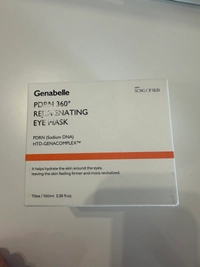 Genabelle
PDRN 360°
REJUVENATING
EYE MASK
PDRN (Sodium DNA)
HTD-GENACOMPLEX™
It helps hydrate the skin around the eyes,
leaving the skin feeling firmer and more revitalized.